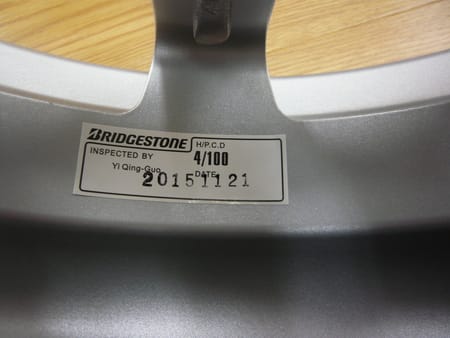 BRIDGESTONE H/P.C.D
INSPECTED BY 4/100
Yi Qing-Guo DATE
20151121